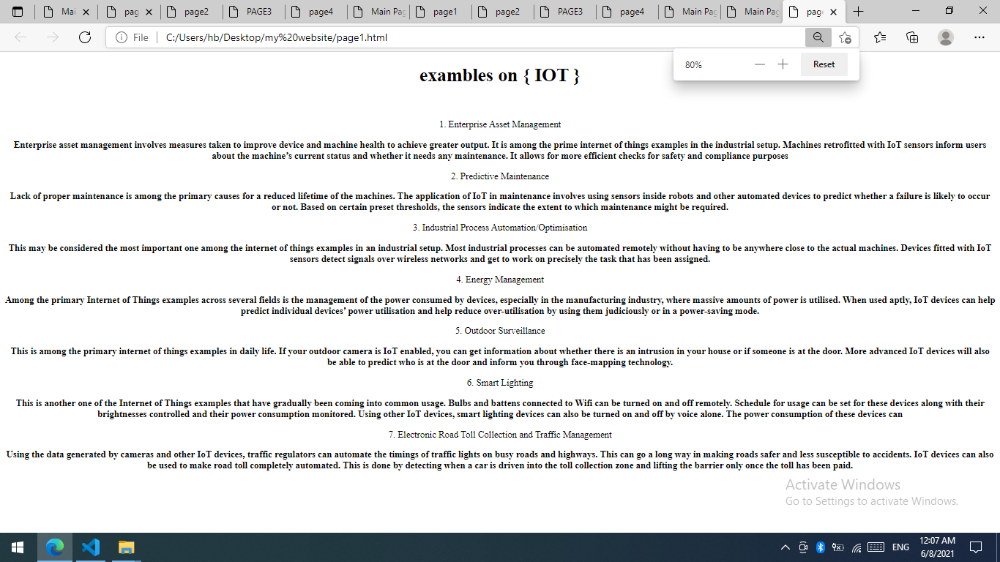 Mai
pag
page2
PAGE3
page4
Main Pag
page1
page2
PAGE3
page4
Main Pag
Main Pag
page
File
C:/Users/hb/Desktop/my%20website/page1.html
80%
Reset
exambles on { IOT }
1. Enterprise Asset Management
Enterprise asset management involves measures taken to improve device and machine health to achieve greater output. It is among the prime internet of things examples in the industrial setup. Machines retrofitted with IoT sensors inform users
about the machine’s current status and whether it needs any maintenance. It allows for more efficient checks for safety and compliance purposes
2. Predictive Maintenance
Lack of proper maintenance is among the primary causes for a reduced lifetime of the machines. The application of IoT in maintenance involves using sensors inside robots and other automated devices to predict whether a failure is likely to occur
or not. Based on certain preset thresholds, the sensors indicate the extent to which maintenance might be required.
3. Industrial Process Automation/Optimisation
This may be considered the most important one among the internet of things examples in an industrial setup. Most industrial processes can be automated remotely without having to be anywhere close to the actual machines. Devices fitted with IoT
sensors detect signals over wireless networks and get to work on precisely the task that has been assigned.
4. Energy Management
Among the primary Internet of Things examples across several fields is the management of the power consumed by devices, especially in the manufacturing industry, where massive amounts of power is utilised. When used aptly, IoT devices can help
predict individual devices’ power utilisation and help reduce over-utilisation by using them judiciously or in a power-saving mode.
5. Outdoor Surveillance
This is among the primary internet of things examples in daily life. If your outdoor camera is IoT enabled, you can get information about whether there is an intrusion in your house or if someone is at the door. More advanced IoT devices will also
be able to predict who is at the door and inform you through face-mapping technology.
6. Smart Lighting
This is another one of the Internet of Things examples that have gradually been coming into common usage. Bulbs and battens connected to Wifi can be turned on and off remotely. Schedule for usage can be set for these devices along with their
brightnesses controlled and their power consumption monitored. Using other IoT devices, smart lighting devices can also be turned on and off by voice alone. The power consumption of these devices can
7. Electronic Road Toll Collection and Traffic Management
Using the data generated by cameras and other IoT devices, traffic regulators can automate the timings of traffic lights on busy roads and highways. This can go a long way in making roads safer and less susceptible to accidents. IoT devices can also
be used to make road toll completely automated. This is done by detecting when a car is driven into the toll collection zone and lifting the barrier only once the toll has been paid.
Activate Windows
Go to Settings to activate Windows.
ENG
12:07 AM
6/8/2021